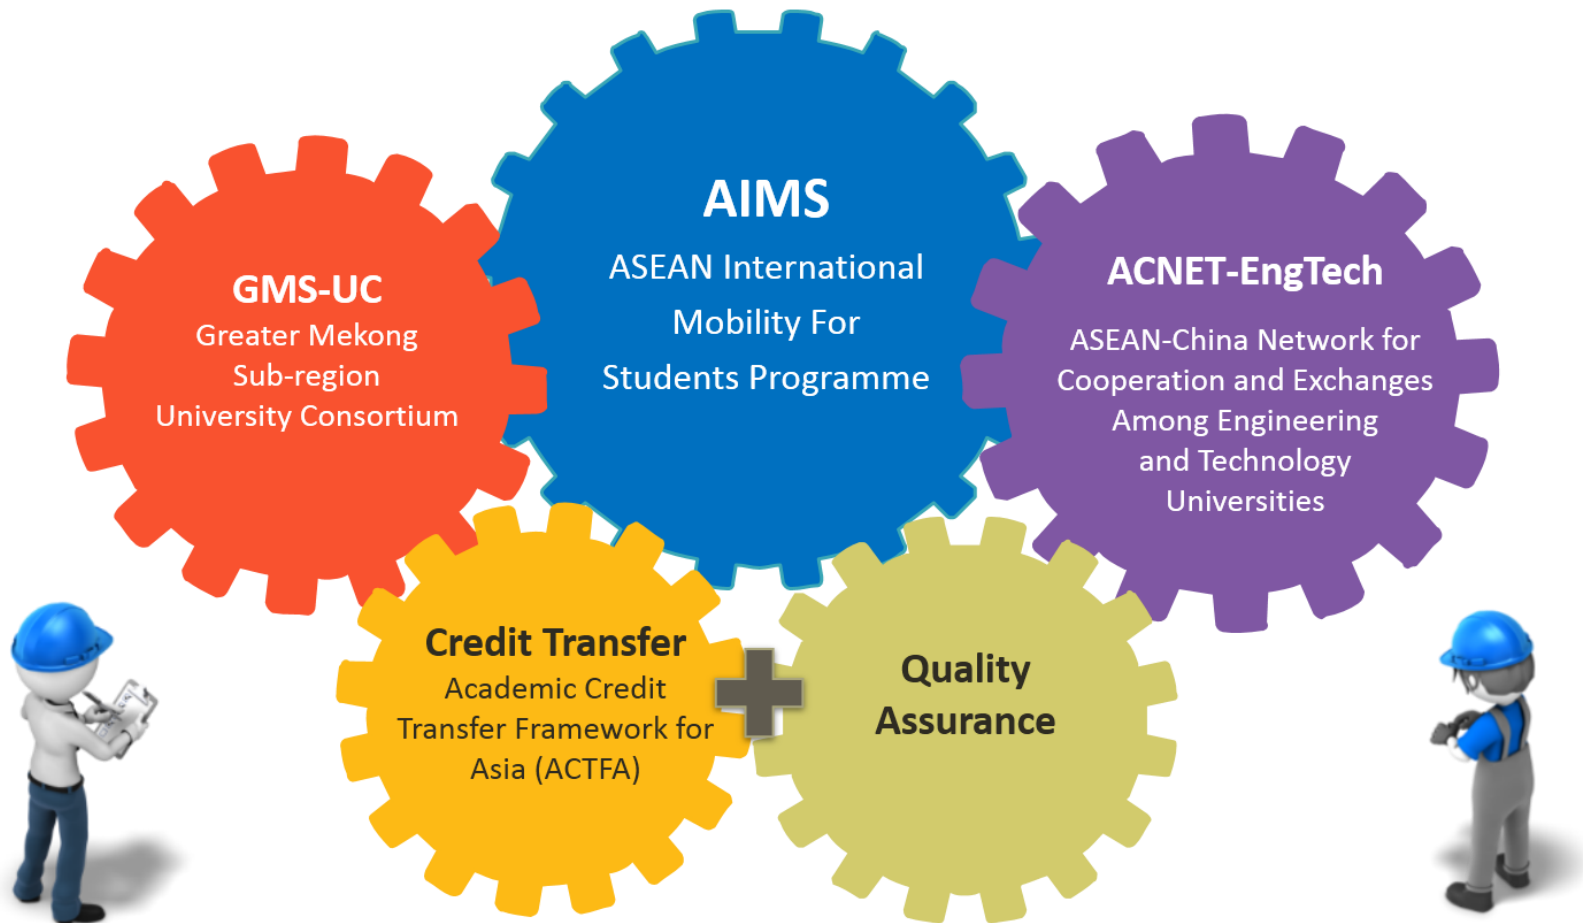 AIMS
ASEAN International
Mobility For
Students Programme
GMS-UC
Greater Mekong
Sub-region
University Consortium
ACNET-EngTech
ASEAN-China Network for
Cooperation and Exchanges
Among Engineering
and Technology
Universities
Credit Transfer
Academic Credit
Transfer Framework for
Asia (ACTFA)
Quality
Assurance